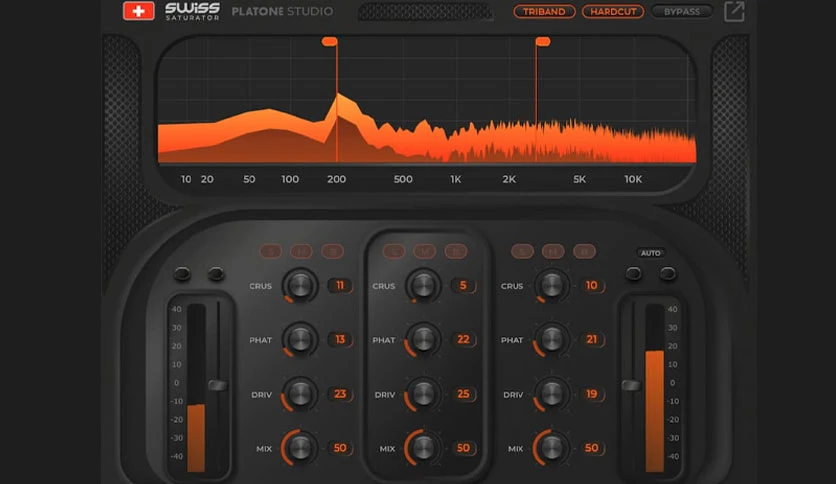 SWISS PLATONE STUDIO TRIBAND HARDCUT BYPASS
SATURATOR
10 20 50 100 200 500 1K 2K 5K 10K
S M B S M B S M B AUTO
CRUS 11 CRUS 5 CRUS 10
40 40
30 30
20 PHAT 13 PHAT 22 PHAT 21 20
10 10
0 0
-10 DRIV 23 DRIV 25 DRIV 19 -10
-20 -20
-30 -30
-40 MIX 50 MIX 50 MIX 50 -40